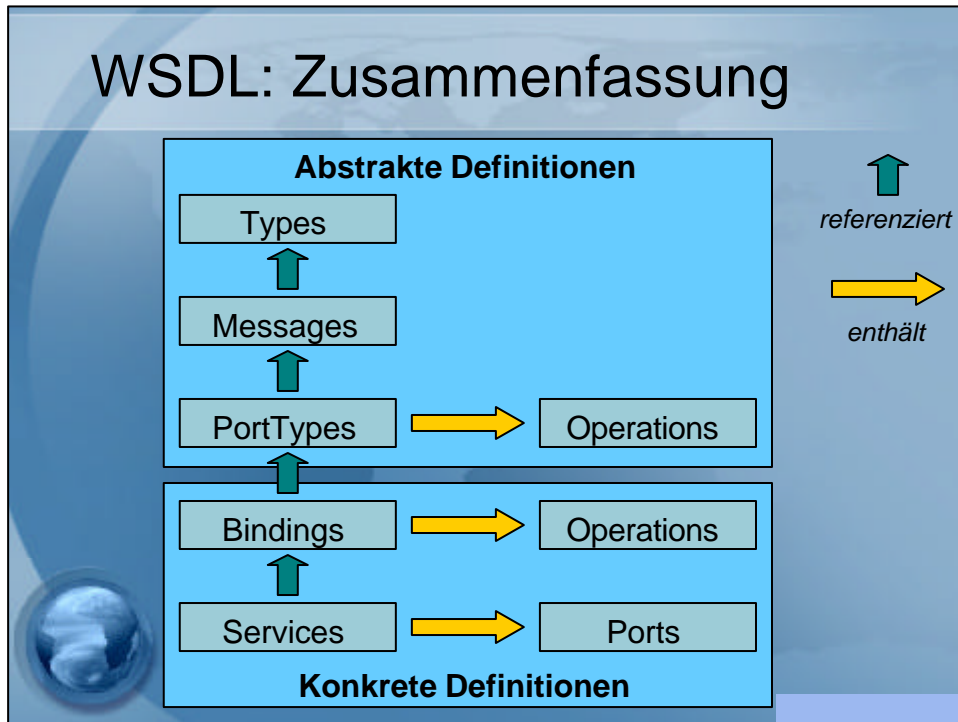 WSDL: Zusammenfassung
Abstrakte Definitionen
Types
Messages
PortTypes
Operations
Bindings
Operations
Services
Ports
Konkrete Definitionen
referenziert
enthält